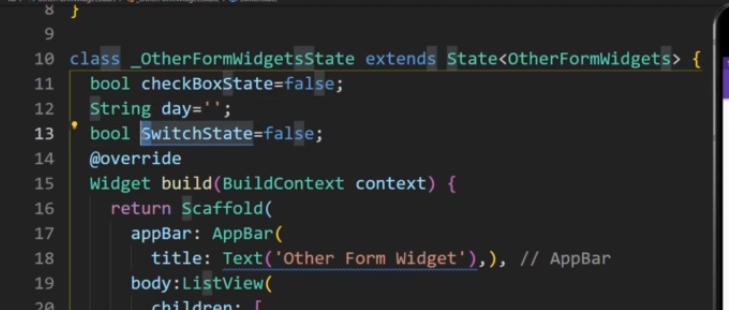 8 }
9
10 class _OtherFormWidgetsState extends State<OtherFormWidgets> {
11 bool checkBoxState=false;
12 String day='';
13 bool SwitchState=false;
14 @override
15 Widget build(BuildContext context) {
16 return Scaffold(
17 appBar: AppBar(
18 title: Text('Other Form Widget'),), // AppBar
19 body:ListView(
20 children: [